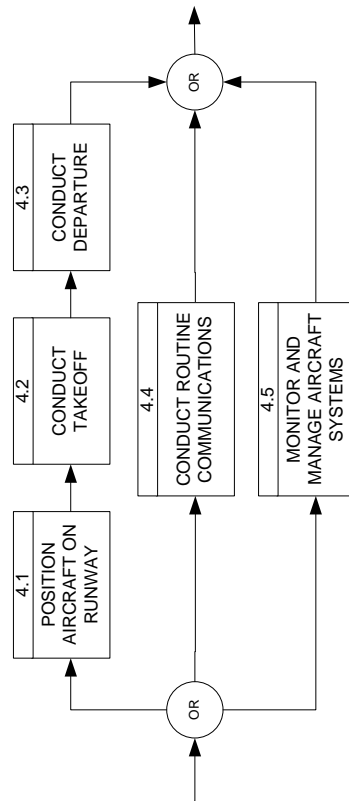 OR
4.1
POSITION
AIRCRAFT ON
RUNWAY
4.2
CONDUCT
TAKEOFF
4.3
CONDUCT
DEPARTURE
4.4
CONDUCT ROUTINE
COMMUNICATIONS
4.5
MONITOR AND
MANAGE AIRCRAFT
SYSTEMS
OR